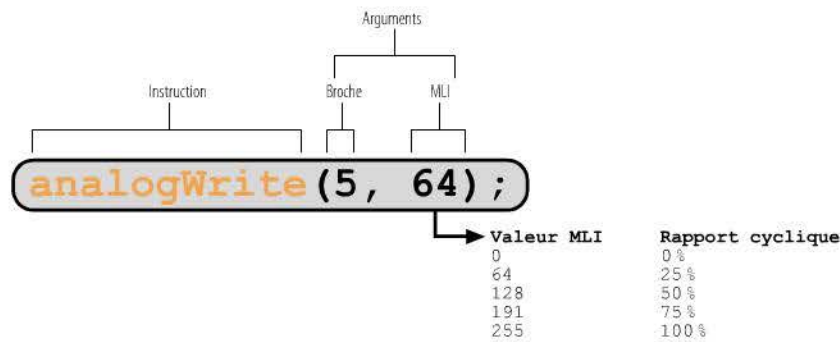 Arguments
Instruction Broche MLI
analogWrite(5, 64);
Valeur MLI Rapport cyclique
0 0 %
64 25 %
128 50 %
191 75 %
255 100 %